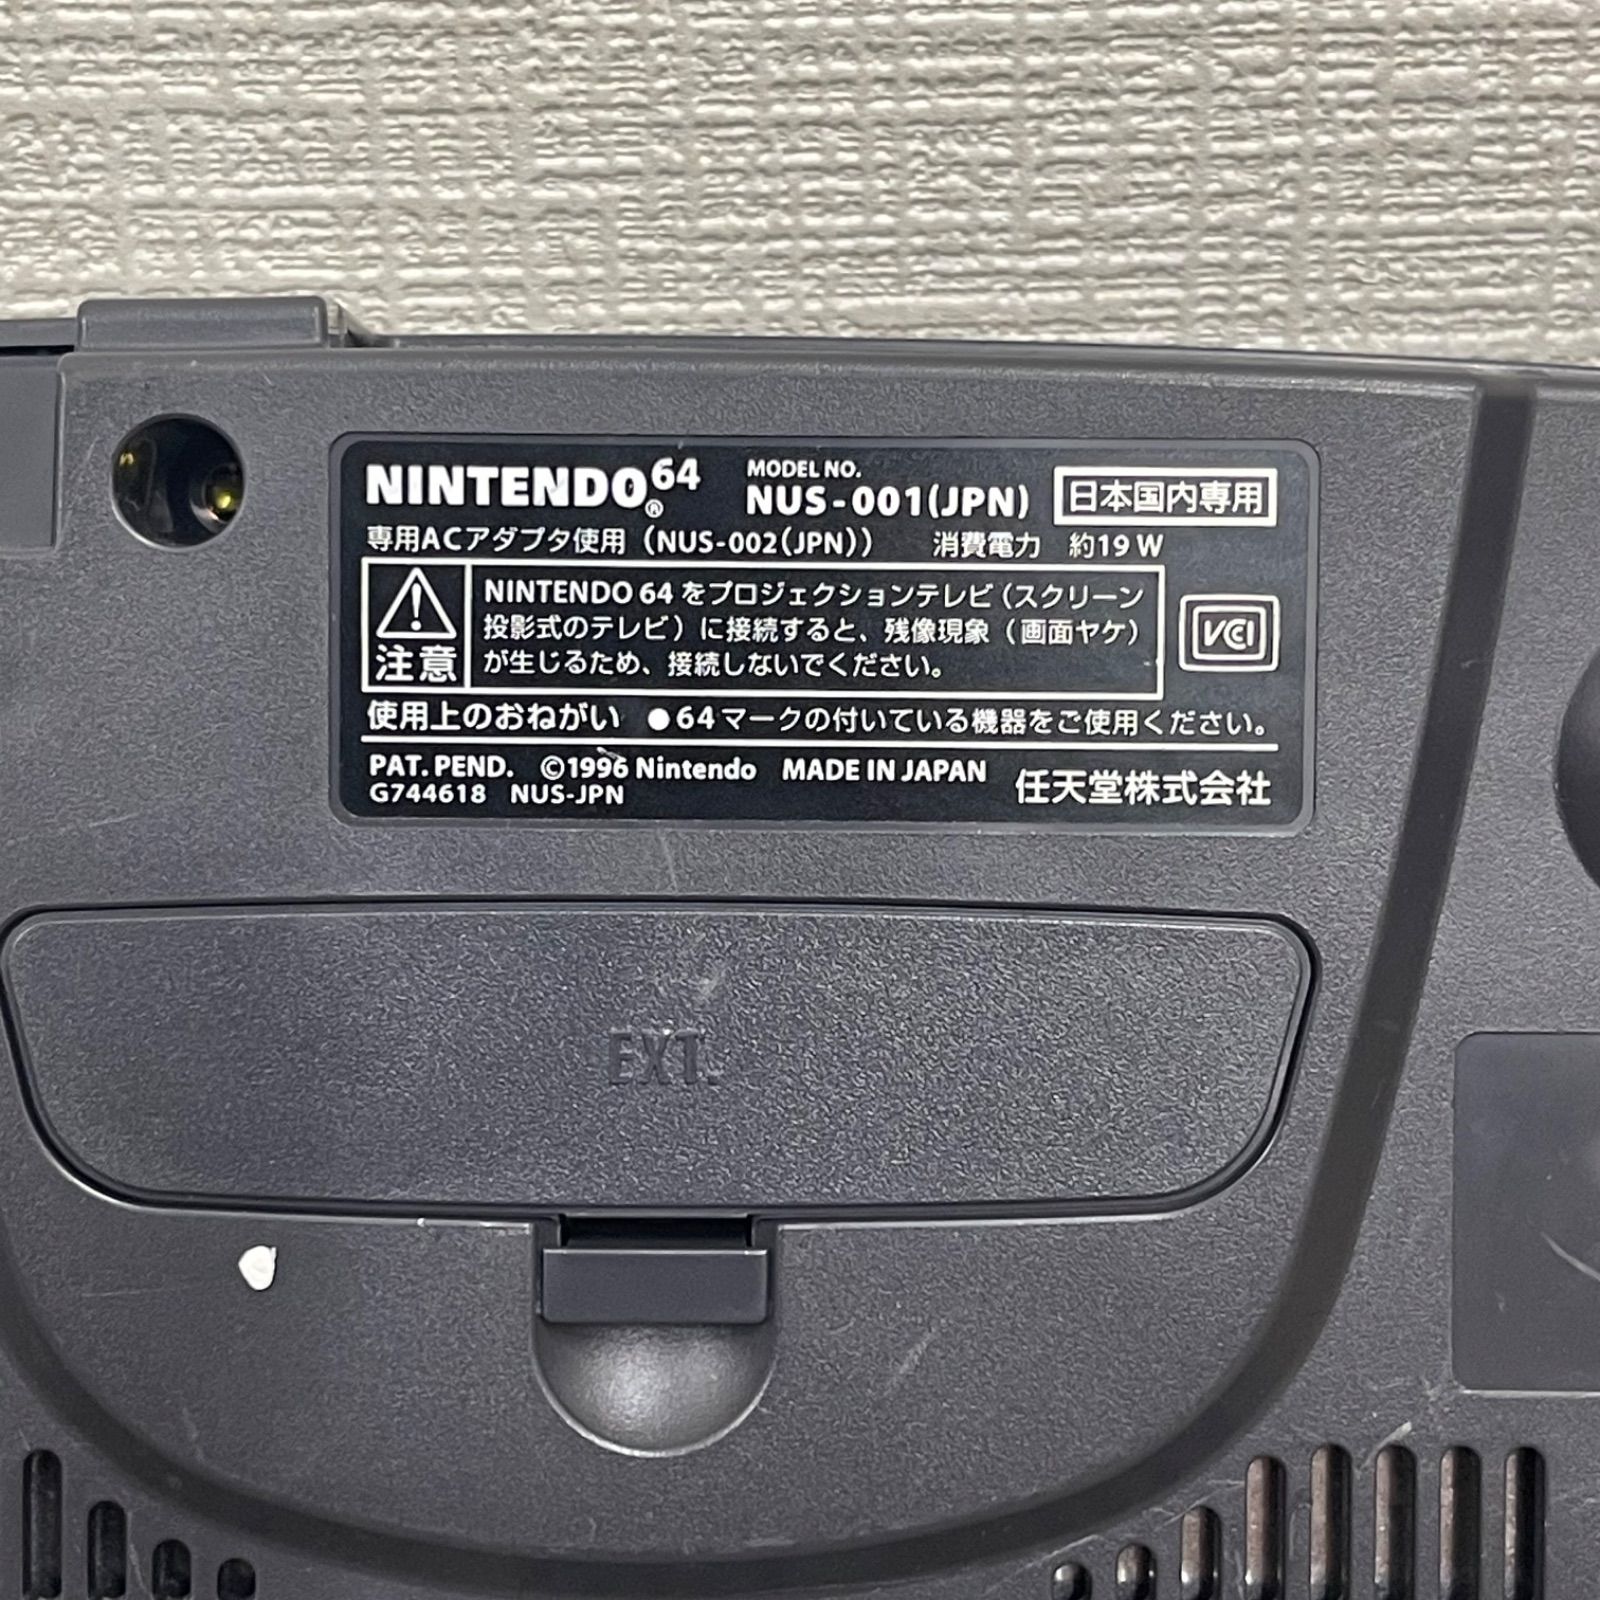 NINTENDO64®
MODEL NO.
NUS-001(JPN) 日本国内専用
専用ACアダプタ使用（NUS-002(JPN)） 消費電力 約19W
注意
NINTENDO 64 をプロジェクションテレビ（スクリーン
投影式のテレビ）に接続すると、残像現象（画面ヤケ）
が生じるため、接続しないでください。
VCI
使用上のおねがい ●64マークの付いている機器をご使用ください。
PAT. PEND. ©1996 Nintendo MADE IN JAPAN 任天堂株式会社
G744618 NUS-JPN
EXT.